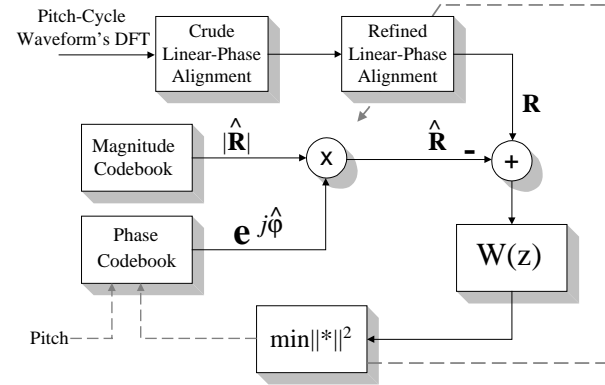 Pitch-Cycle
Waveform's DFT
Crude
Linear-Phase
Alignment
Refined
Linear-Phase
Alignment
R
Magnitude
Codebook
|R̂|
X
R̂
-
+
Phase
Codebook
e^{jφ̂}
W(z)
Pitch
min||*||²